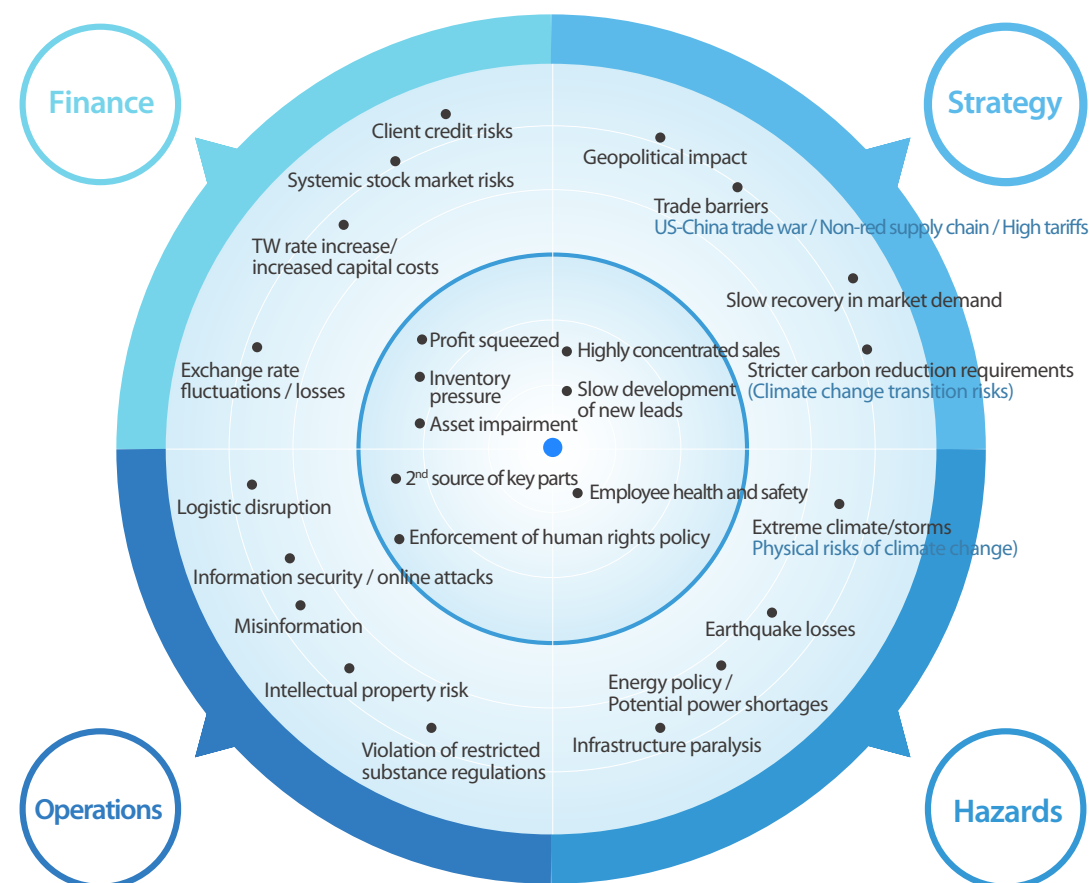 Finance
Strategy
Client credit risks
Systemic stock market risks
TW rate increase/
increased capital costs
Exchange rate
fluctuations / losses
Profit squeezed
Inventory
pressure
Asset impairment
Geopolitical impact
Trade barriers
US-China trade war / Non-red supply chain / High tariffs
Slow recovery in market demand
Stricter carbon reduction requirements
(Climate change transition risks)
Highly concentrated sales
Slow development
of new leads
2nd source of key parts
Enforcement of human rights policy
Logistic disruption
Information security / online attacks
Misinformation
Intellectual property risk
Violation of restricted
substance regulations
Employee health and safety
Extreme climate/storms
Physical risks of climate change)
Earthquake losses
Energy policy /
Potential power shortages
Infrastructure paralysis
Operations
Hazards